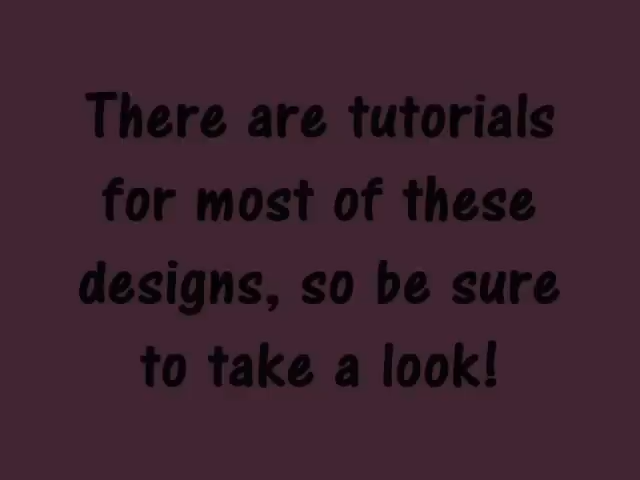 There are tutorials
for most of these
designs, so be sure
to take a look!